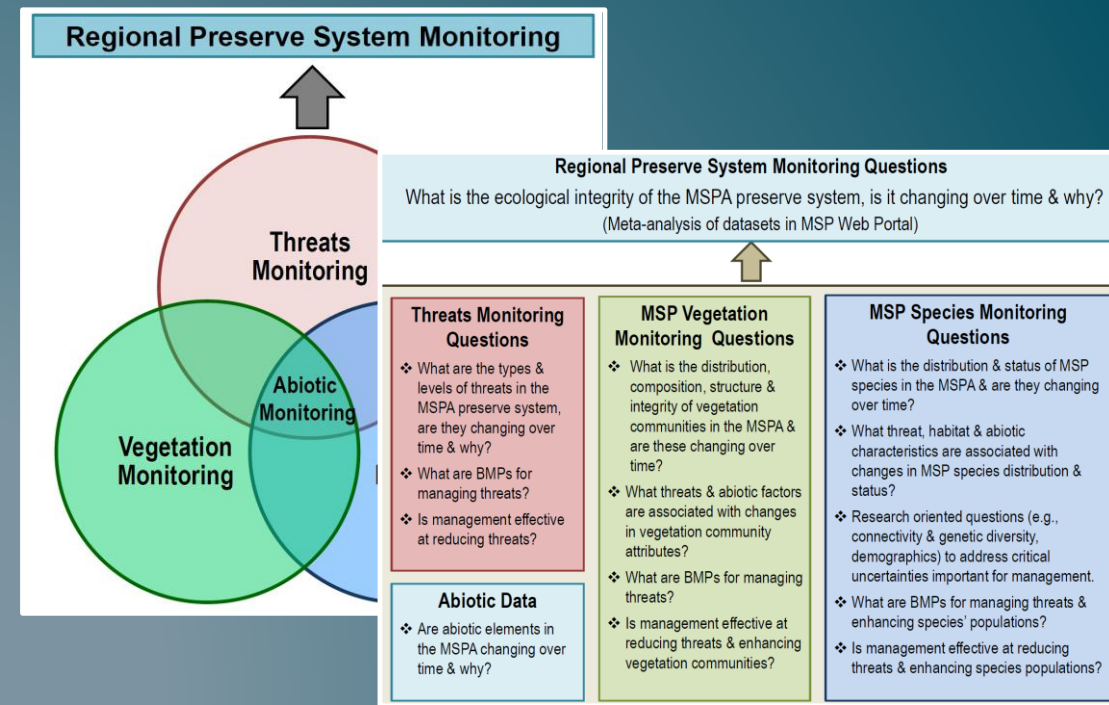 Regional Preserve System Monitoring
Threats
Monitoring
Abiotic
Monitoring
Vegetation
Monitoring
Regional Preserve System Monitoring Questions
What is the ecological integrity of the MSPA preserve system, is it changing over time & why?
(Meta-analysis of datasets in MSP Web Portal)
Threats Monitoring
Questions
❖ What are the types &
levels of threats in the
MSPA preserve system,
are they changing over
time & why?
❖ What are BMPs for
managing threats?
❖ Is management effective
at reducing threats?
Abiotic Data
❖ Are abiotic elements in
the MSPA changing over
time & why?
MSP Vegetation
Monitoring Questions
❖ What is the distribution,
composition, structure &
integrity of vegetation
communities in the MSPA &
are these changing over
time?
❖ What threats & abiotic factors
are associated with changes
in vegetation community
attributes?
❖ What are BMPs for managing
threats?
❖ Is management effective at
reducing threats & enhancing
vegetation communities?
MSP Species Monitoring
Questions
❖ What is the distribution & status of MSP
species in the MSPA & are they changing
over time?
❖ What threat, habitat & abiotic
characteristics are associated with
changes in MSP species distribution &
status?
❖ Research oriented questions (e.g.,
connectivity & genetic diversity,
demographics) to address critical
uncertainties important for management.
❖ What are BMPs for managing threats &
enhancing species' populations?
❖ Is management effective at reducing
threats & enhancing species populations?